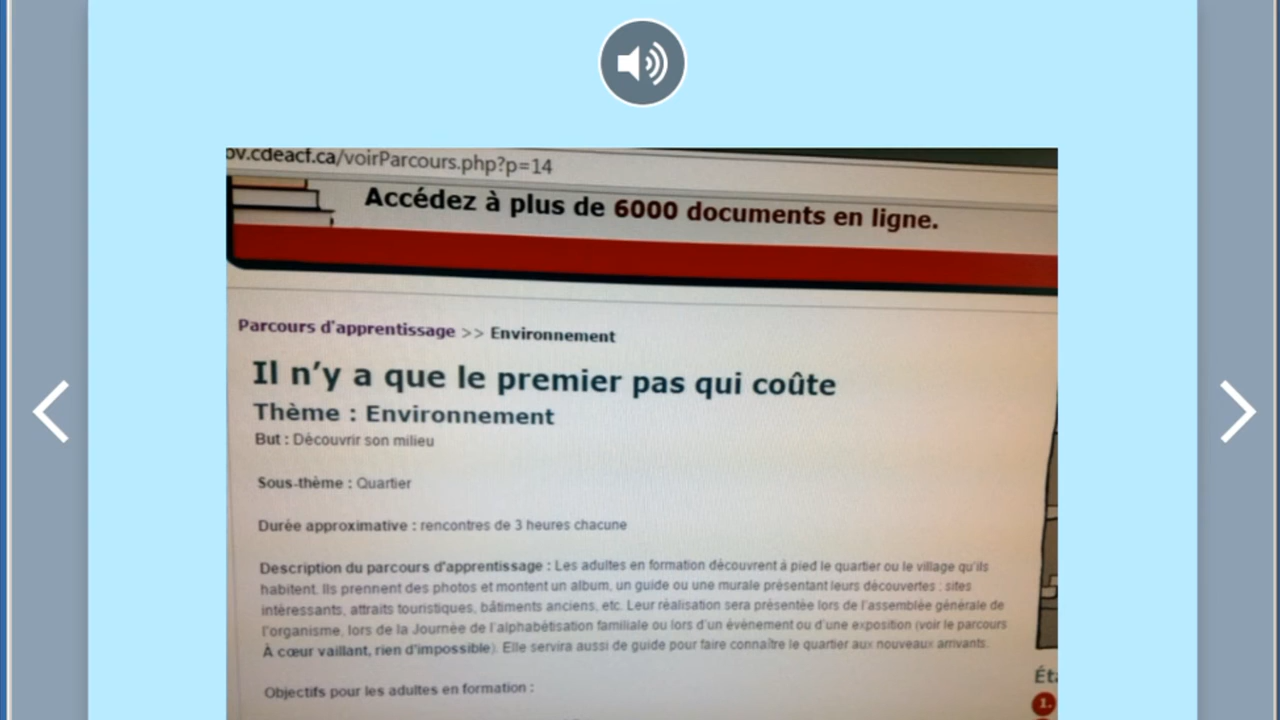 ov.cdeacf.ca/voirParcours.php?p=14
Accédez à plus de 6000 documents en ligne.
Parcours d'apprentissage >> Environnement
Il n'y a que le premier pas qui coûte
Thème : Environnement
But : Découvrir son milieu
Sous-thème : Quartier
Durée approximative : rencontres de 3 heures chacune
Description du parcours d'apprentissage : Les adultes en formation découvrent à pied le quartier ou le village qu'ils
habitent. Ils prennent des photos et montent un album, un guide ou une murale présentant leurs découvertes : sites
intéressants, attraits touristiques, bâtiments anciens, etc. Leur réalisation sera présentée lors de l'assemblée générale de
l'organisme, lors de la Journée de l'alphabétisation familiale ou lors d'un évènement ou d'une exposition (voir le parcours
À cœur vaillant, rien d'impossible). Elle servira aussi de guide pour faire connaître le quartier aux nouveaux arrivants.
Objectifs pour les adultes en formation :
Ét
1.